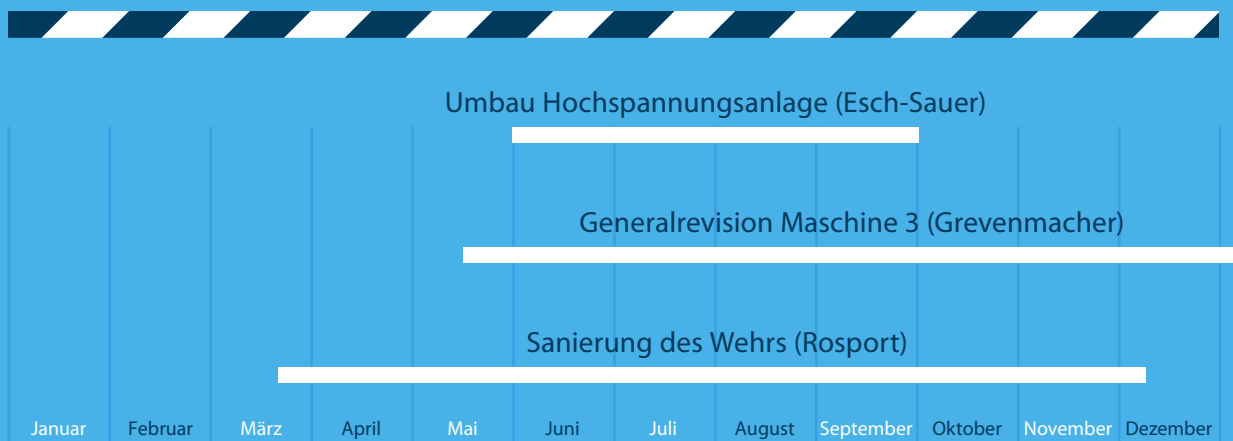 Umbau Hochspannungsanlage (Esch-Sauer)
Generalrevision Maschine 3 (Grevenmacher)
Sanierung des Wehrs (Rosport)
Januar Februar März April Mai Juni Juli August September Oktober November Dezember